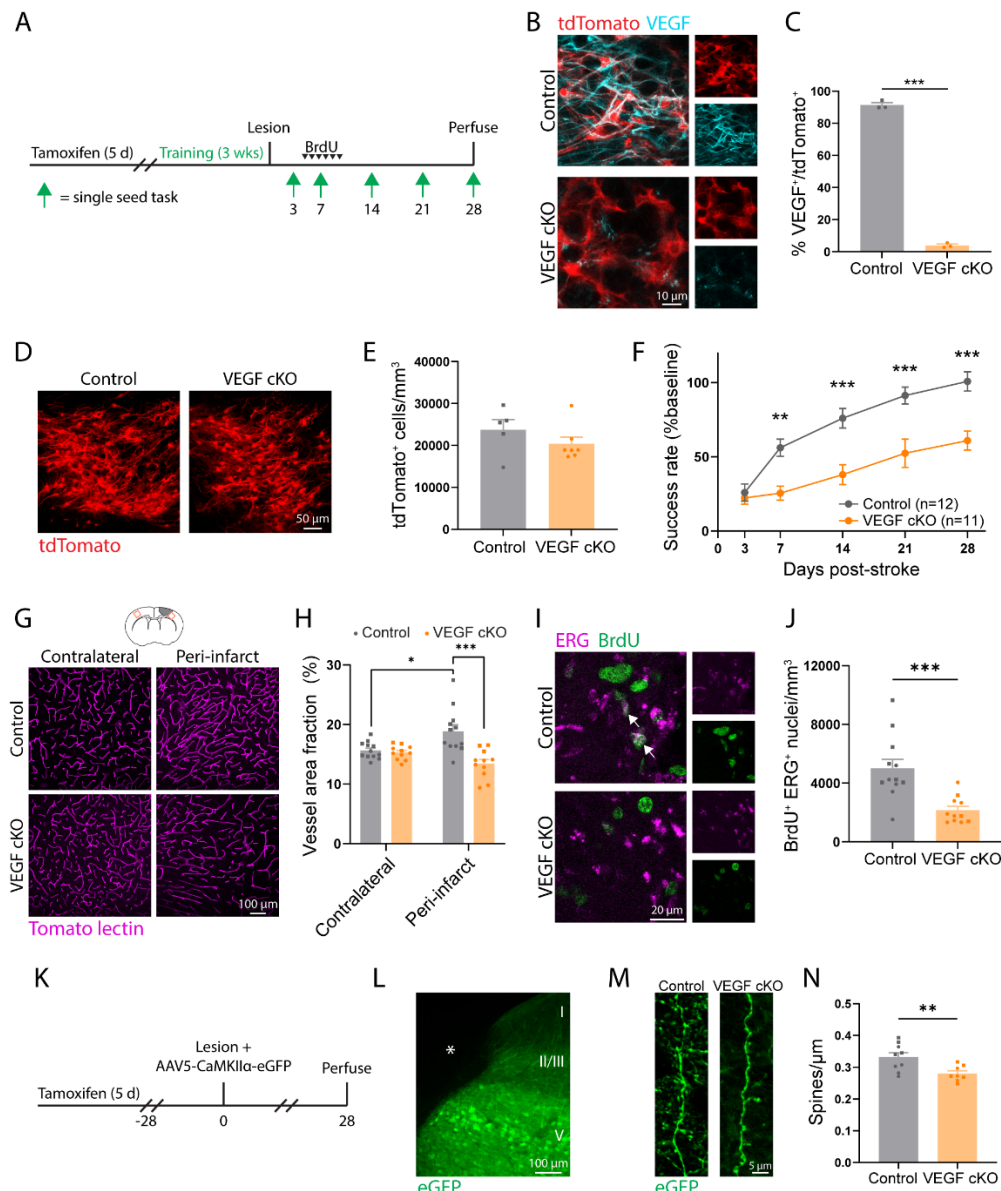 A
Lesion
Perfuse
BrdU
Tamoxifen (5 d)
Training (3 wks)
= single seed task
3
7
14
21
28
B
tdTomato VEGF
Control
VEGF cKO
10 µm
C
***
% VEGF⁺/tdTomato⁺
100
80
60
40
20
0
Control
VEGF cKO
D
Control
VEGF cKO
50 µm
tdTomato
E
tdTomato⁺ cells/mm³
40000
30000
20000
10000
0
Control
VEGF cKO
F
Success rate (%baseline)
100
50
0
**
***
***
***
Control (n=12)
VEGF cKO (n=11)
0
3
7
14
21
28
Days post-stroke
G
Contralateral
Peri-infarct
Control
VEGF cKO
100 µm
Tomato lectin
H
Control
VEGF cKO
*
***
Vessel area fraction (%)
30
20
10
0
Contralateral
Peri-infarct
I
ERG BrdU
Control
VEGF cKO
20 µm
J
***
BrdU⁺ ERG⁺ nuclei/mm³
12000
8000
4000
0
Control
VEGF cKO
K
Lesion +
AAV5-CaMKIIα-eGFP
Perfuse
Tamoxifen (5 d)
-28
0
28
L
*
I
II/III
V
100 µm
eGFP
M
Control
VEGF cKO
5 µm
eGFP
N
**
Spines/µm
0.5
0.4
0.3
0.2
0.1
0.0
Control
VEGF cKO